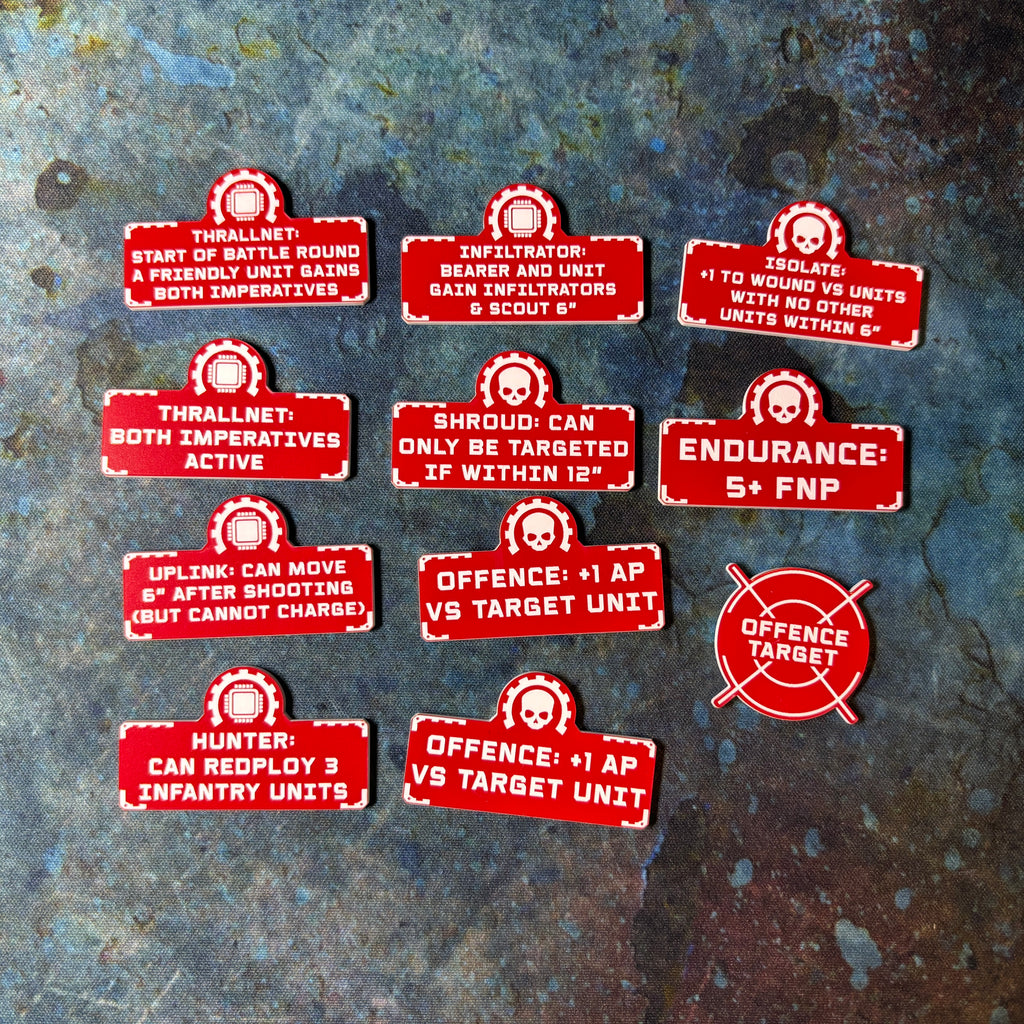 THRALLNET:
START OF BATTLE ROUND
A FRIENDLY UNIT GAINS
BOTH IMPERATIVES
INFILTRATOR:
BEARER AND UNIT
GAIN INFILTRATORS
& SCOUT 6"
ISOLATE:
+1 TO WOUND VS UNITS
WITH NO OTHER
UNITS WITHIN 6"
THRALLNET:
BOTH IMPERATIVES
ACTIVE
SHROUD: CAN
ONLY BE TARGETED
IF WITHIN 12"
ENDURANCE:
5+ FNP
UPLINK: CAN MOVE
6" AFTER SHOOTING
(BUT CANNOT CHARGE)
OFFENCE: +1 AP
VS TARGET UNIT
OFFENCE
TARGET
HUNTER:
CAN REDPLOY 3
INFANTRY UNITS
OFFENCE: +1 AP
VS TARGET UNIT